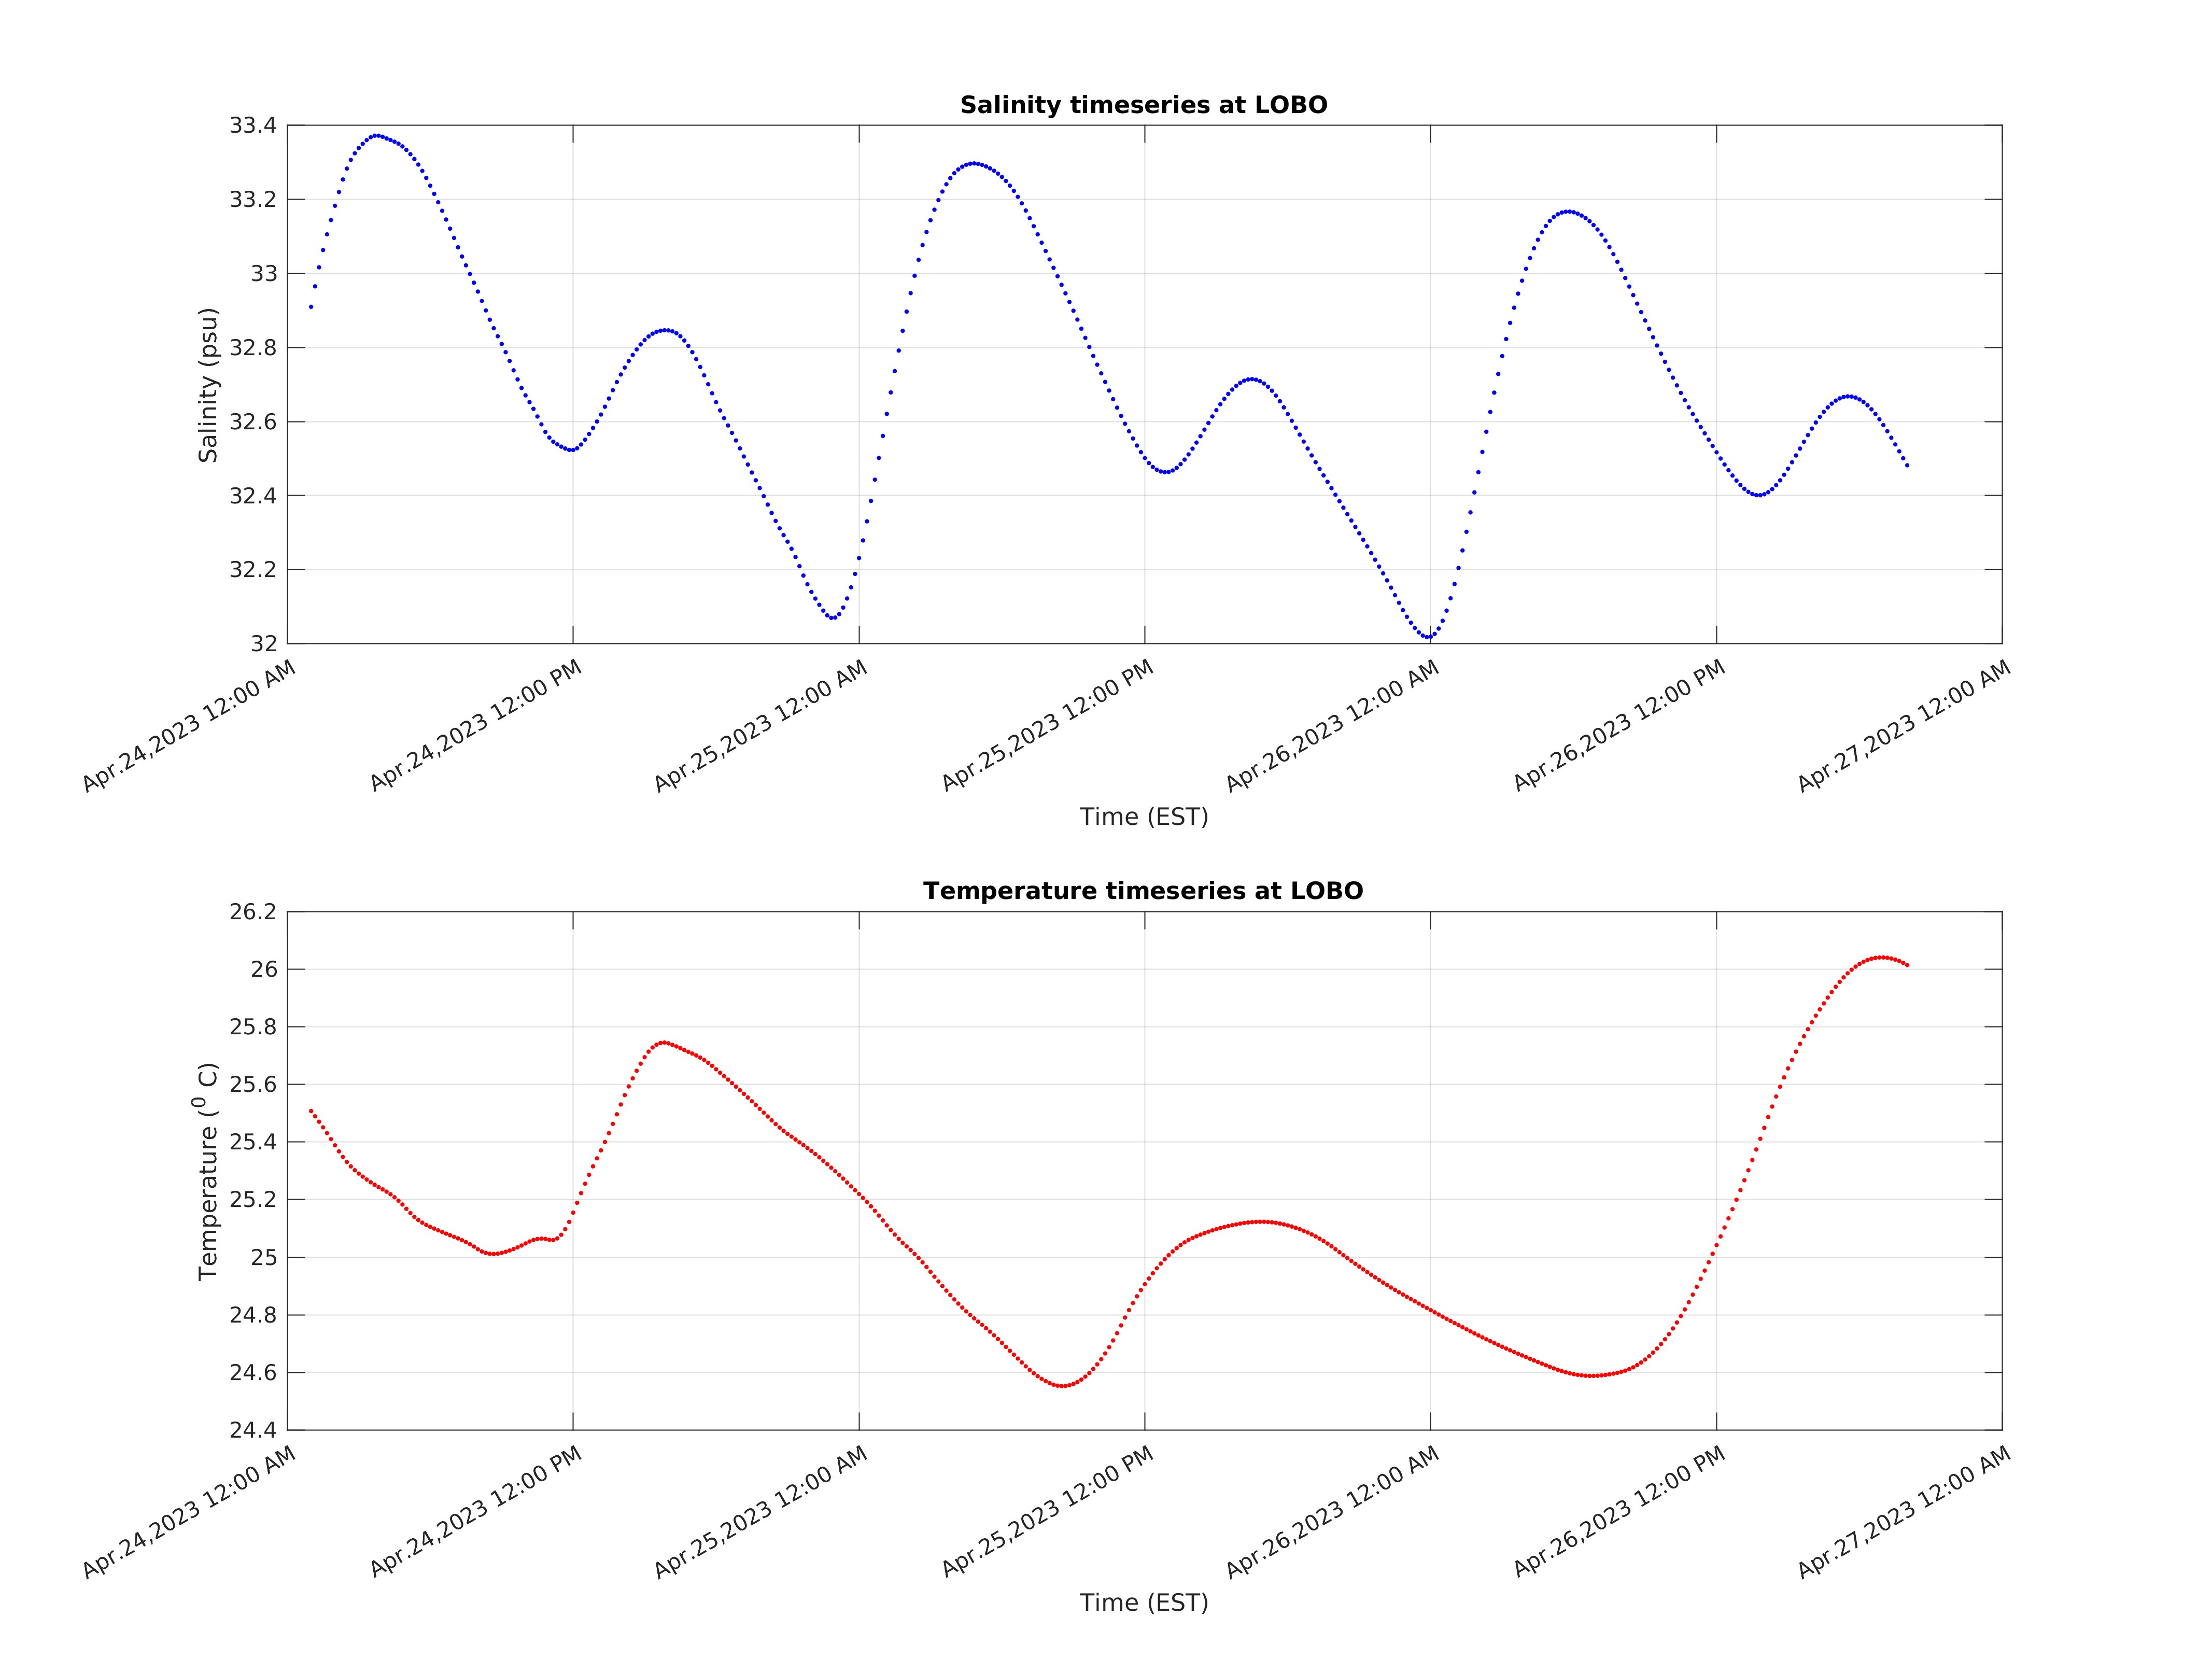 Salinity timeseries at LOBO
33.4
33.2
33
32.8
32.6
32.4
32.2
32
Salinity (psu)
Apr.24,2023 12:00 AM
Apr.24,2023 12:00 PM
Apr.25,2023 12:00 AM
Apr.25,2023 12:00 PM
Apr.26,2023 12:00 AM
Apr.26,2023 12:00 PM
Apr.27,2023 12:00 AM
Time (EST)
Temperature timeseries at LOBO
26.2
26
25.8
25.6
25.4
25.2
25
24.8
24.6
24.4
Temperature (⁰ C)
Apr.24,2023 12:00 AM
Apr.24,2023 12:00 PM
Apr.25,2023 12:00 AM
Apr.25,2023 12:00 PM
Apr.26,2023 12:00 AM
Apr.26,2023 12:00 PM
Apr.27,2023 12:00 AM
Time (EST)